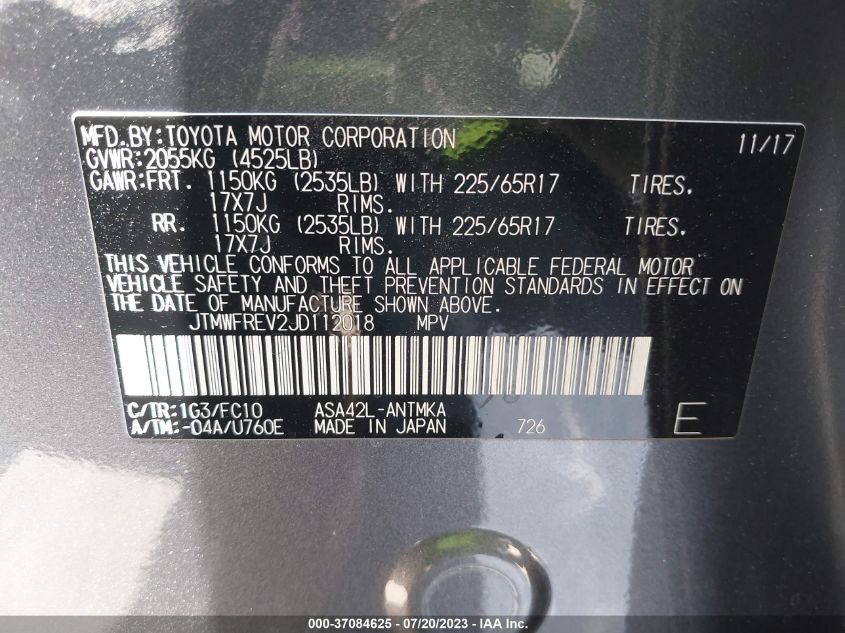 MFD.BY:TOYOTA MOTOR CORPORATION 11/17
GVWR:2055KG (4525LB)
GAWR:FRT. 1150KG (2535LB) WITH 225/65R17 TIRES.
17X7J RIMS.
RR. 1150KG (2535LB) WITH 225/65R17 TIRES.
17X7J RIMS.
THIS VEHICLE CONFORMS TO ALL APPLICABLE FEDERAL MOTOR
VEHICLE SAFETY AND THEFT PREVENTION STANDARDS IN EFFECT ON
THE DATE OF MANUFACTURE SHOWN ABOVE.
JTMWFREV2JD112018 MPV
C/TR:1G3/FC10 ASA42L-ANTMKA
A/TM:-04A/U760E MADE IN JAPAN 726 E
000-37084625 - 07/20/2023 - IAA Inc.